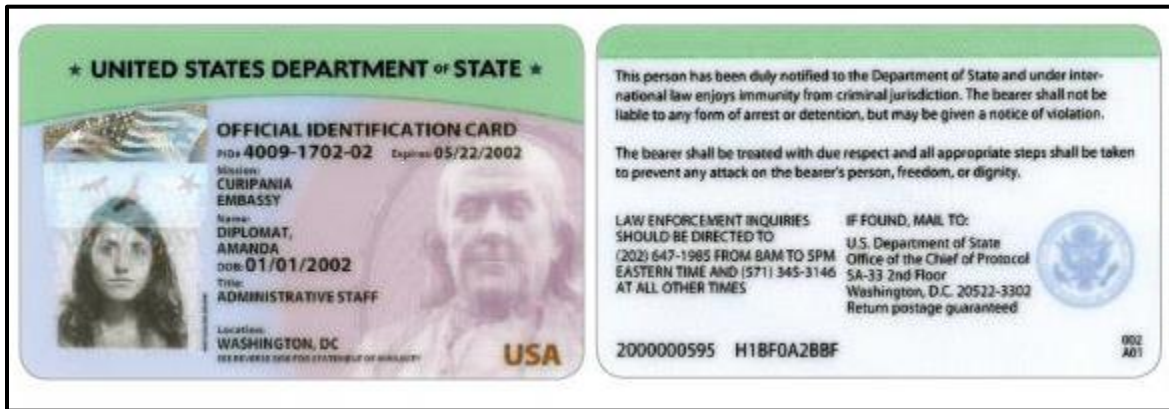 ★ UNITED STATES DEPARTMENT OF STATE ★
OFFICIAL IDENTIFICATION CARD
PID# 4009-1702-02 Expires: 05/22/2002
Mission:
CURIPANIA
EMBASSY
Name:
DIPLOMAT,
AMANDA
DOB: 01/01/2002
Title:
ADMINISTRATIVE STAFF
Location:
WASHINGTON, DC
SEE REVERSE SIDE FOR STATEMENT OF IMMUNITY
USA
This person has been duly notified to the Department of State and under inter-
national law enjoys immunity from criminal jurisdiction. The bearer shall not be
liable to any form of arrest or detention, but may be given a notice of violation.
The bearer shall be treated with due respect and all appropriate steps shall be taken
to prevent any attack on the bearer's person, freedom, or dignity.
LAW ENFORCEMENT INQUIRIES
SHOULD BE DIRECTED TO
(202) 647-1985 FROM 8AM TO 5PM
EASTERN TIME AND (571) 345-3146
AT ALL OTHER TIMES
IF FOUND, MAIL TO:
U.S. Department of State
Office of the Chief of Protocol
SA-33 2nd Floor
Washington, D.C. 20522-3302
Return postage guaranteed
2000000595 H1BF0A2BBF
002
A01